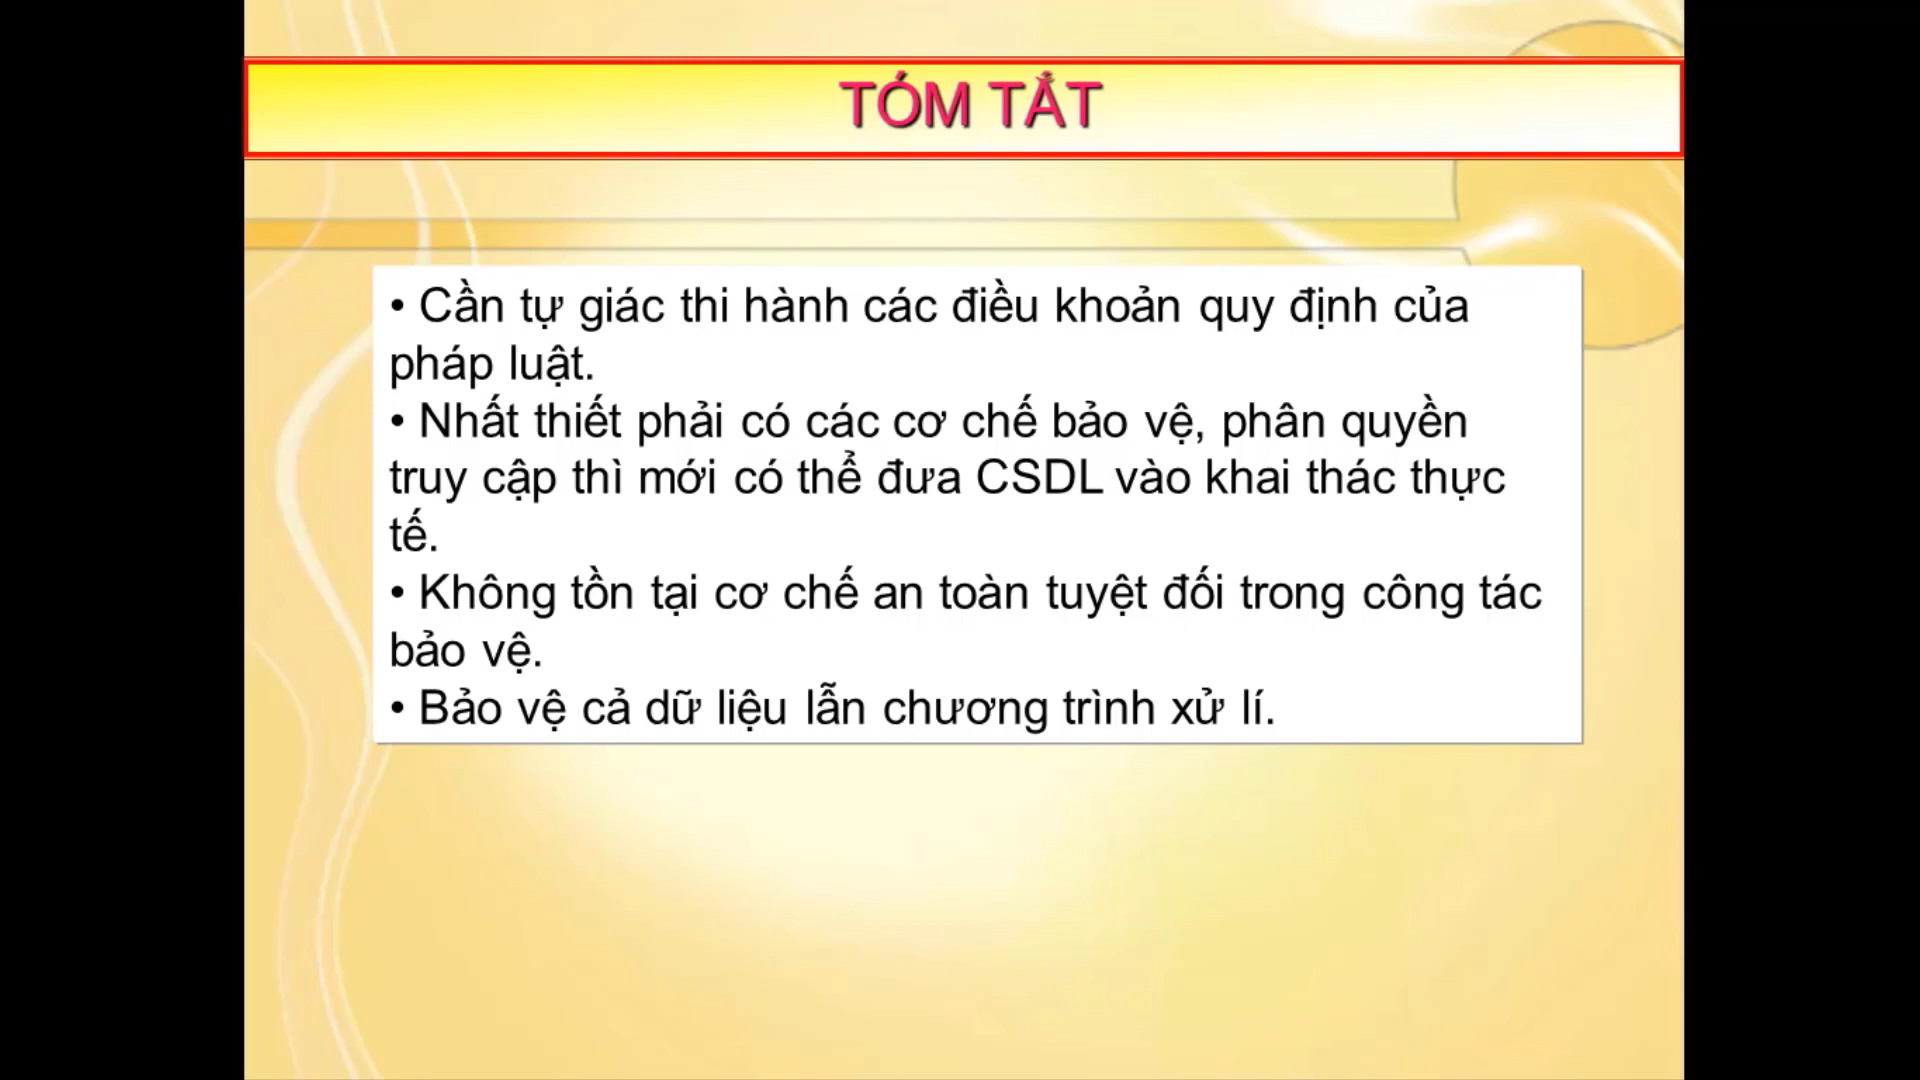 TÓM TẮT
• Cần tự giác thi hành các điều khoản quy định của
pháp luật.
• Nhất thiết phải có các cơ chế bảo vệ, phân quyền
truy cập thì mới có thể đưa CSDL vào khai thác thực
tế.
• Không tồn tại cơ chế an toàn tuyệt đối trong công tác
bảo vệ.
• Bảo vệ cả dữ liệu lẫn chương trình xử lí.